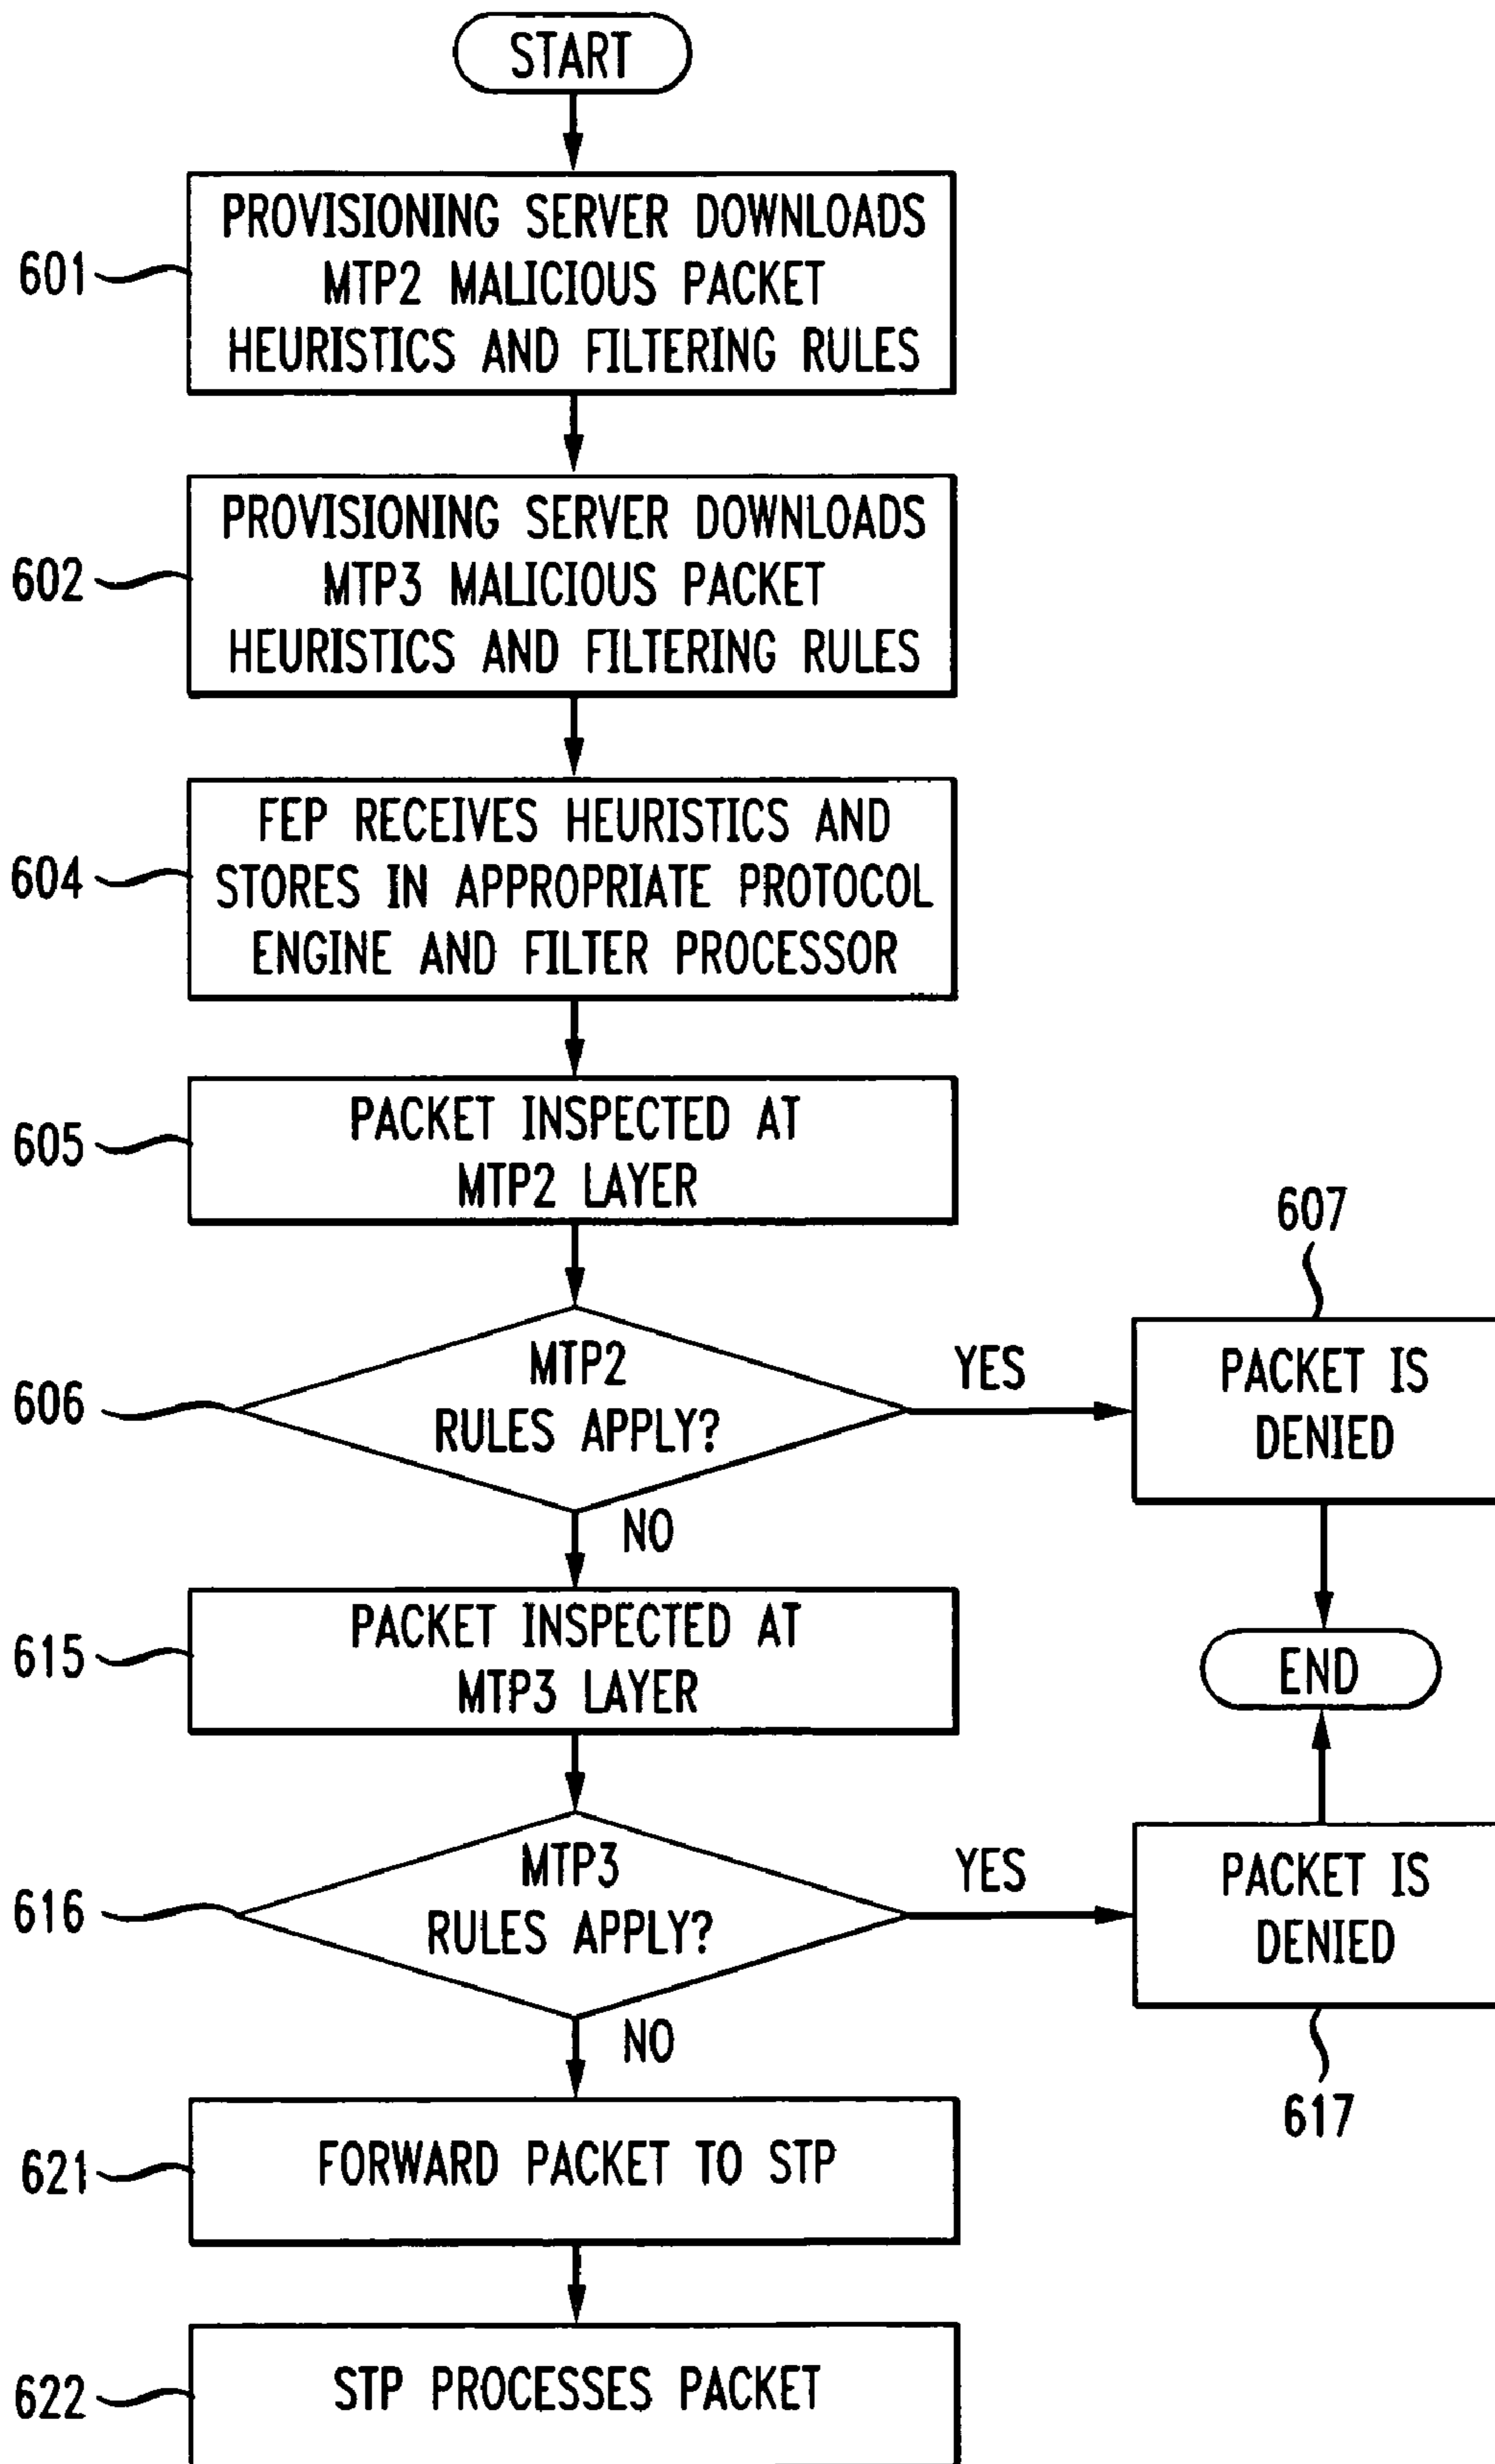 START
601
PROVISIONING SERVER DOWNLOADS
MTP2 MALICIOUS PACKET
HEURISTICS AND FILTERING RULES
602
PROVISIONING SERVER DOWNLOADS
MTP3 MALICIOUS PACKET
HEURISTICS AND FILTERING RULES
604
FEP RECEIVES HEURISTICS AND
STORES IN APPROPRIATE PROTOCOL
ENGINE AND FILTER PROCESSOR
605
PACKET INSPECTED AT
MTP2 LAYER
606
MTP2
RULES APPLY?
YES
607
PACKET IS
DENIED
NO
615
PACKET INSPECTED AT
MTP3 LAYER
END
616
MTP3
RULES APPLY?
YES
PACKET IS
DENIED
617
NO
621
FORWARD PACKET TO STP
622
STP PROCESSES PACKET